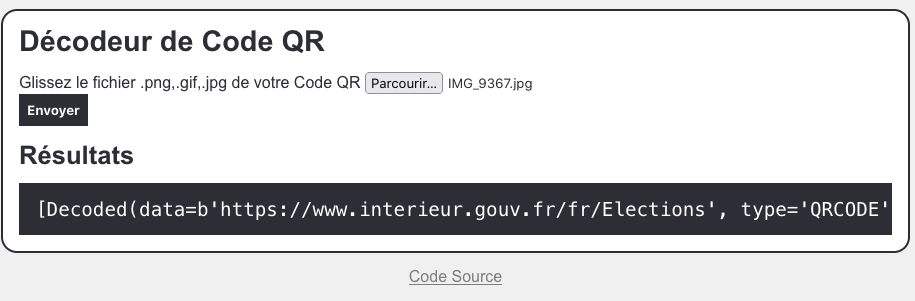 Décodeur de Code QR
Glissez le fichier .png,.gif,.jpg de votre Code QR Parcourir... IMG_9367.jpg
Envoyer
Résultats
[Decoded(data=b'https://www.interieur.gouv.fr/fr/Elections', type='QRCODE'
Code Source